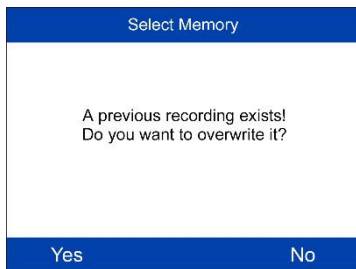 Select Memory
A previous recording exists!
Do you want to overwrite it?
Yes No